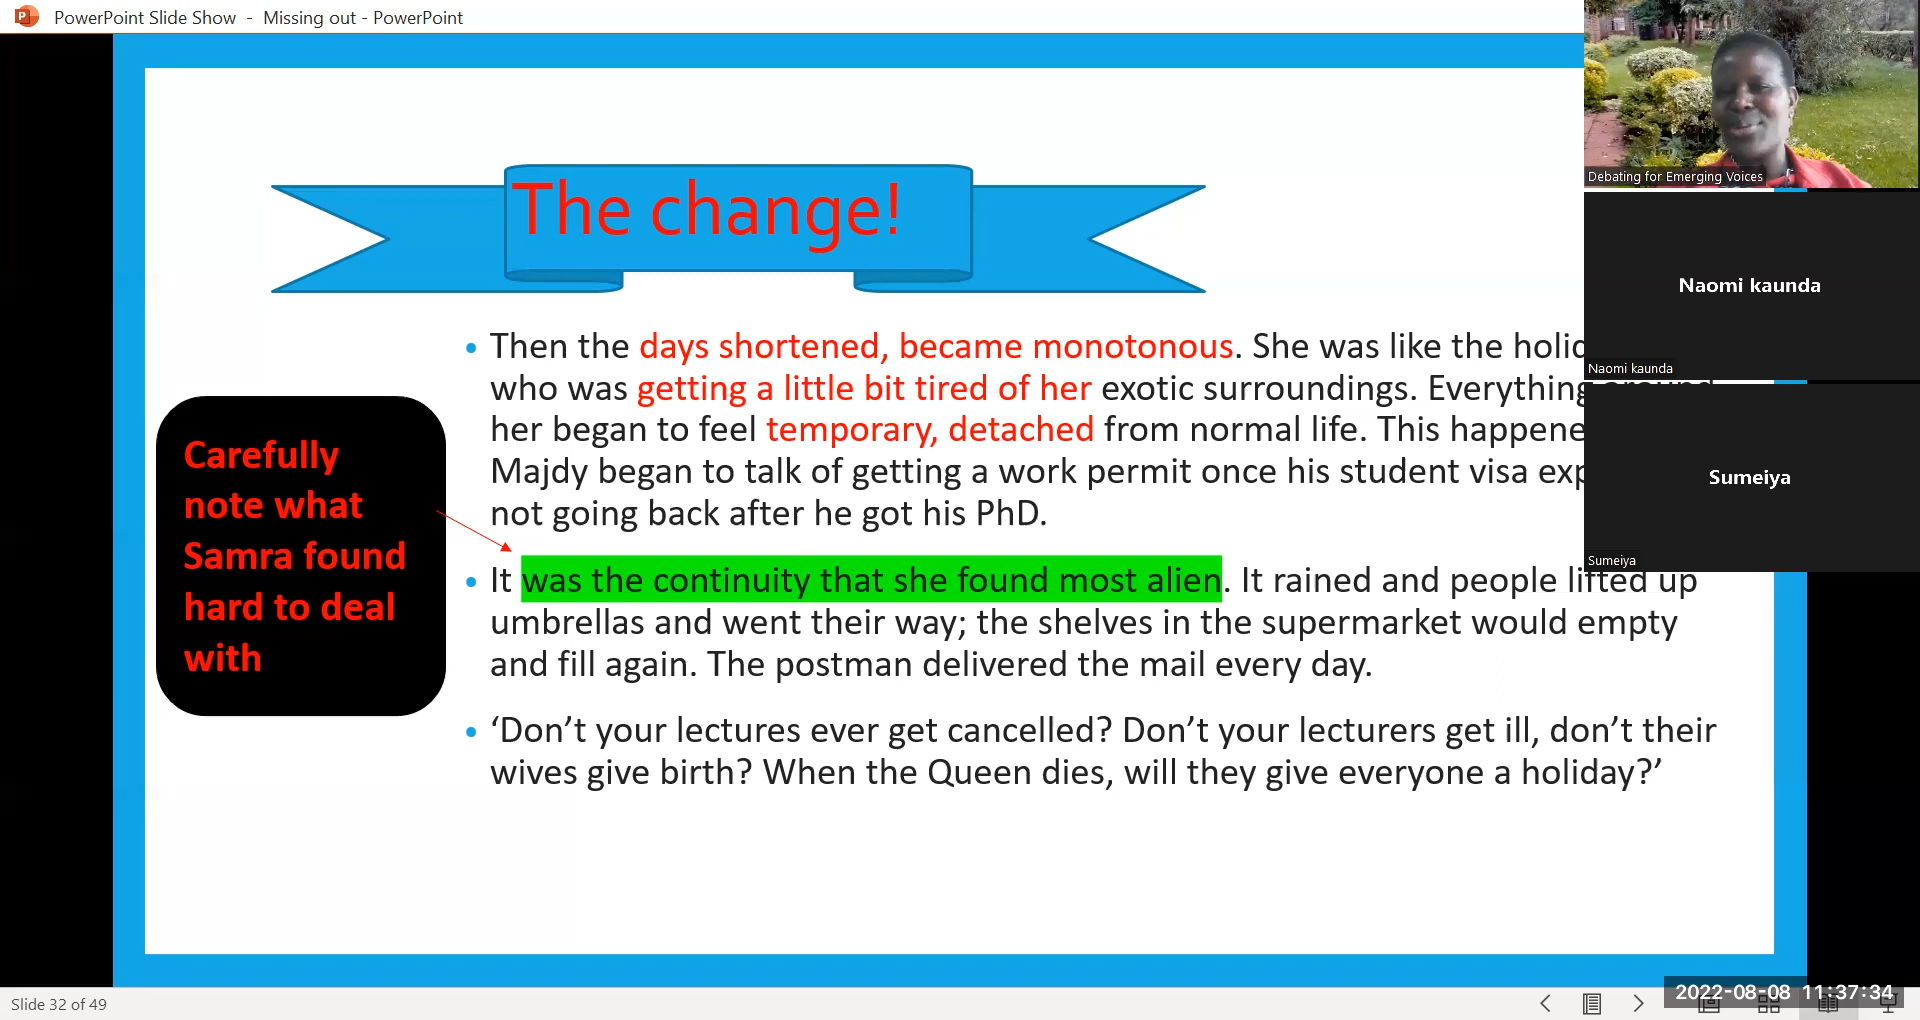 PowerPoint Slide Show - Missing out - PowerPoint
The change!
Then the days shortened, became monotonous. She was like the
who was getting a little bit tired of her exotic surroundings. Everything
her began to feel temporary, detached from normal life. This
Majdy began to talk of getting a work permit once his student visa
not going back after he got his PhD.
It was the continuity that she found most alien. It rained and people lifted up
umbrellas and went their way; the shelves in the supermarket would empty
and fill again. The postman delivered the mail every day.
‘Don’t your lectures ever get cancelled? Don’t your lecturers get ill, don’t their
wives give birth? When the Queen dies, will they give everyone a holiday?’
Carefully
note what
Samra found
hard to deal
with
Debating for Emerging Voices
Naomi kaunda
Naomi kaunda
Sumeiya
Sumeiya
Slide 32 of 49
2022-08-08 11:37:34